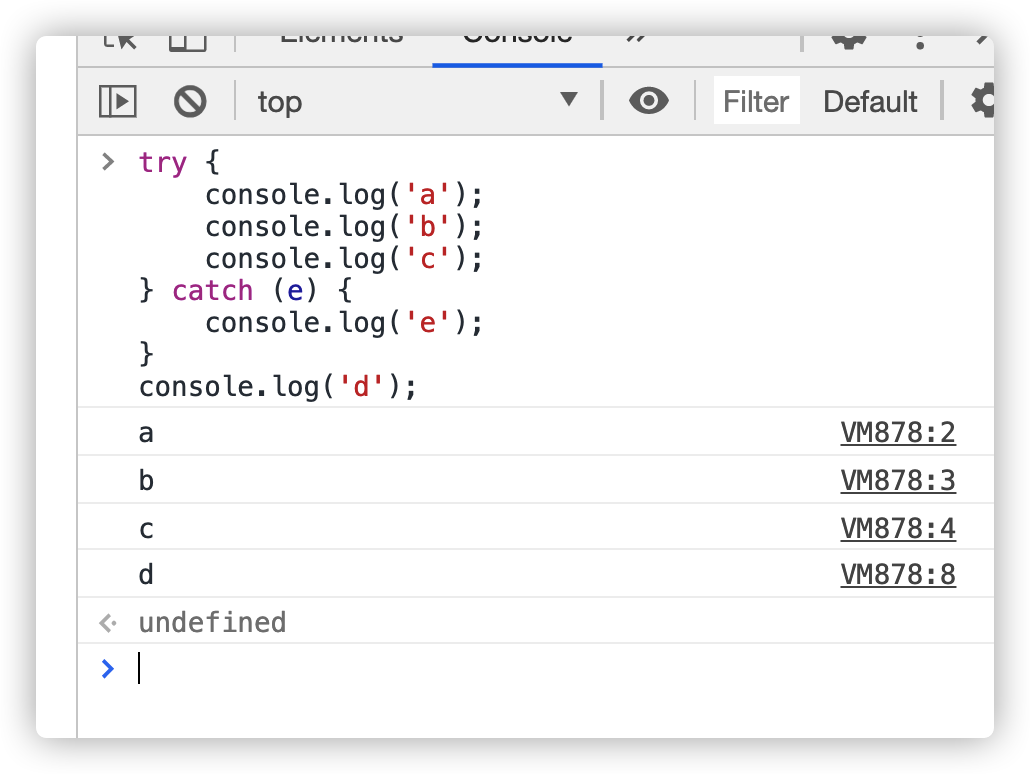 Elements Console »
top Filter Default
> try {
    console.log('a');
    console.log('b');
    console.log('c');
} catch (e) {
    console.log('e');
}
console.log('d');
a VM878:2
b VM878:3
c VM878:4
d VM878:8
undefined
>